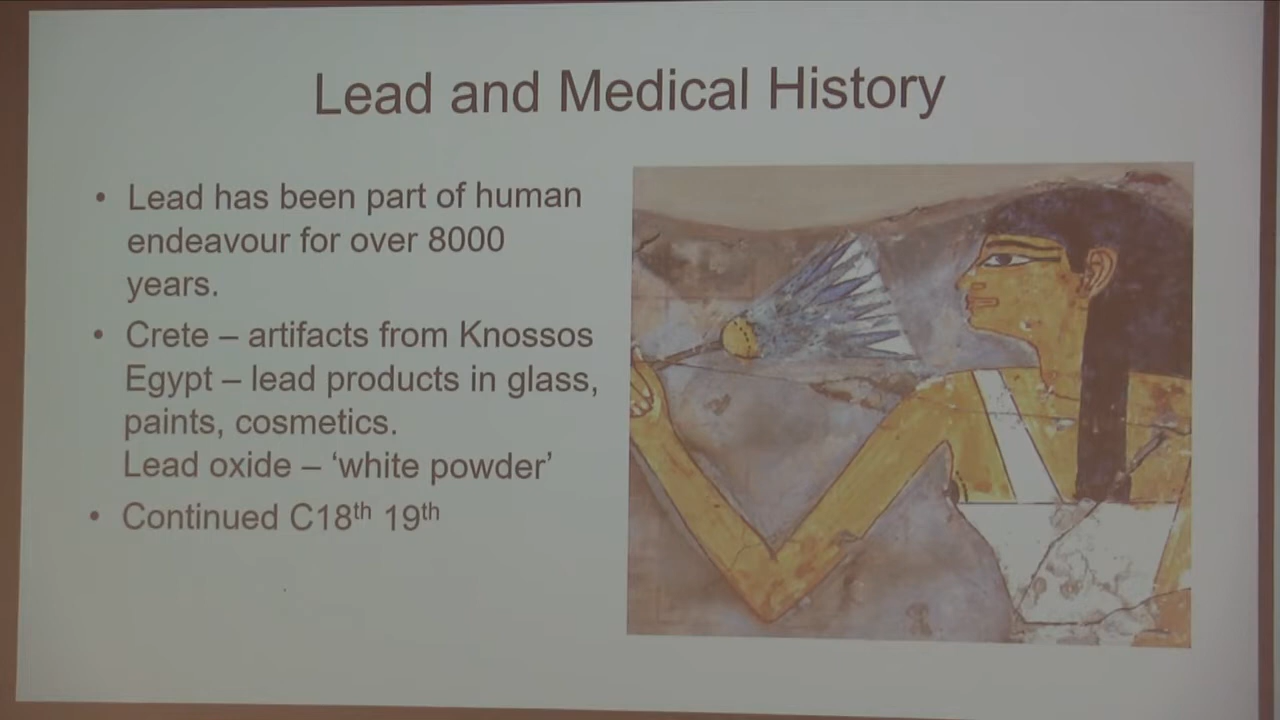 Lead and Medical History
• Lead has been part of human
endeavour for over 8000
years.
• Crete – artifacts from Knossos
Egypt – lead products in glass,
paints, cosmetics.
Lead oxide – ‘white powder’
• Continued C18th 19th